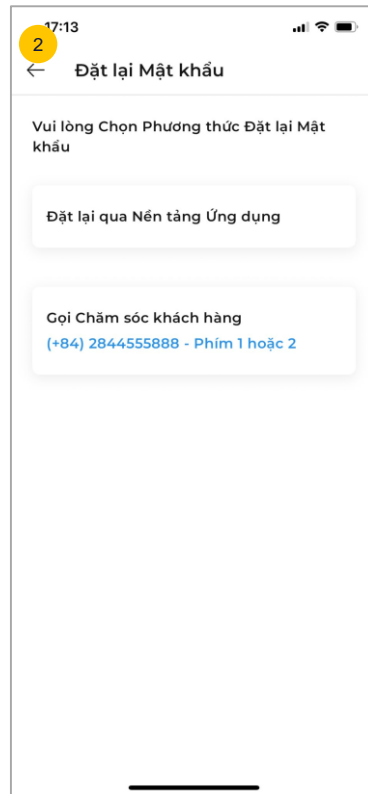 17:13
2
Đặt lại Mật khẩu
Vui lòng Chọn Phương thức Đặt lại Mật
khẩu
Đặt lại qua Nền tảng Ứng dụng
Gọi Chăm sóc khách hàng
(+84) 2844555888 - Phím 1 hoặc 2